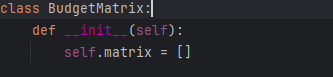 class BudgetMatrix:
    def __init__(self):
        self.matrix = []